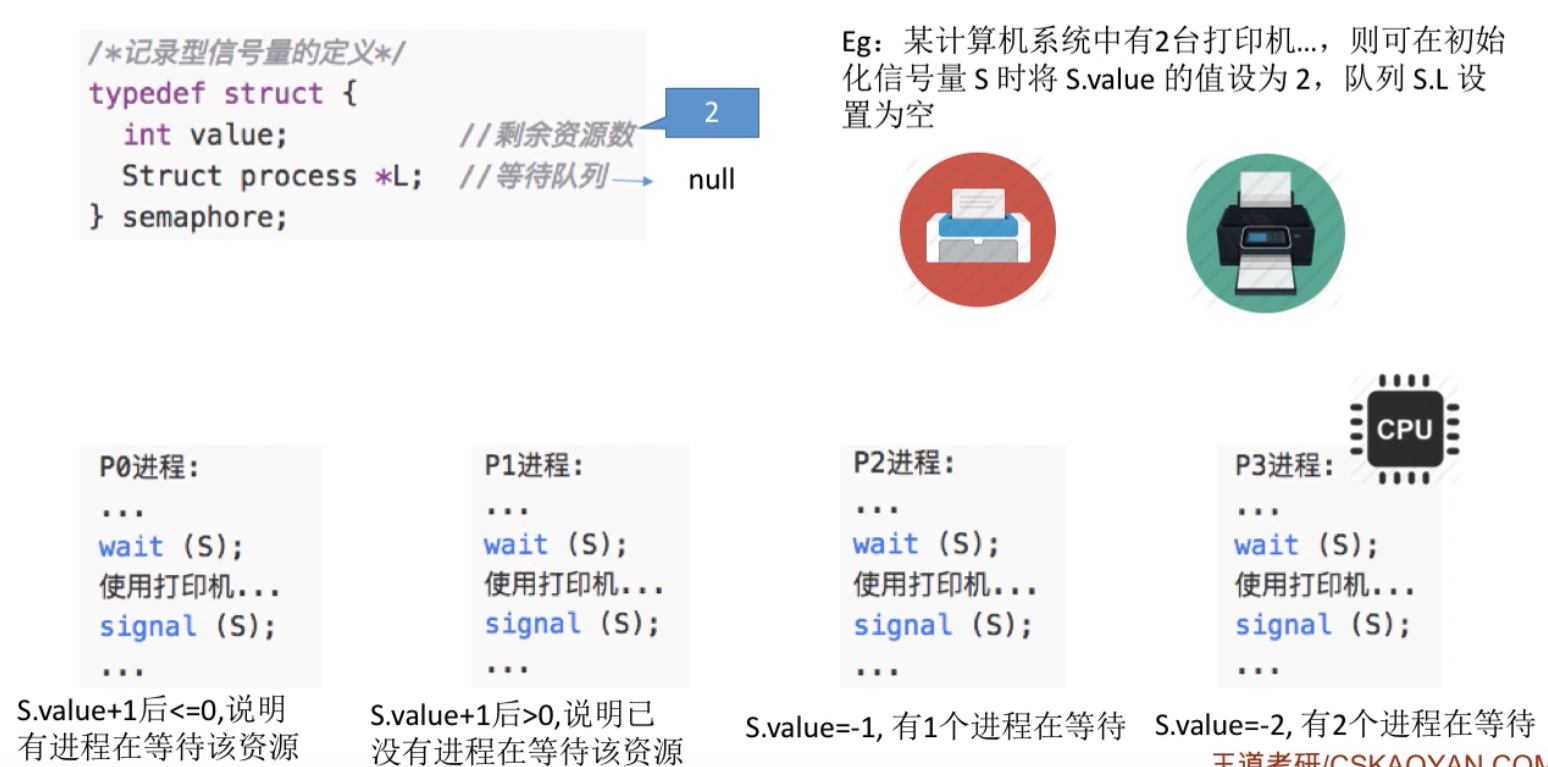 /*记录型信号量的定义*/
typedef struct {
int value; //剩余资源数
Struct process *L; //等待队列
} semaphore;
2
null
Eg：某计算机系统中有2台打印机...，则可在初始
化信号量 S 时将 S.value 的值设为 2，队列 S.L 设
置为空
CPU
P0进程:
...
wait (S);
使用打印机...
signal (S);
...
S.value+1后<=0,说明
有进程在等待该资源
P1进程:
...
wait (S);
使用打印机...
signal (S);
...
S.value+1后>0,说明已
没有进程在等待该资源
P2进程:
...
wait (S);
使用打印机...
signal (S);
...
S.value=-1, 有1个进程在等待
P3进程:
...
wait (S);
使用打印机...
signal (S);
...
S.value=-2, 有2个进程在等待
王道考研/CSKAOYAN.COM